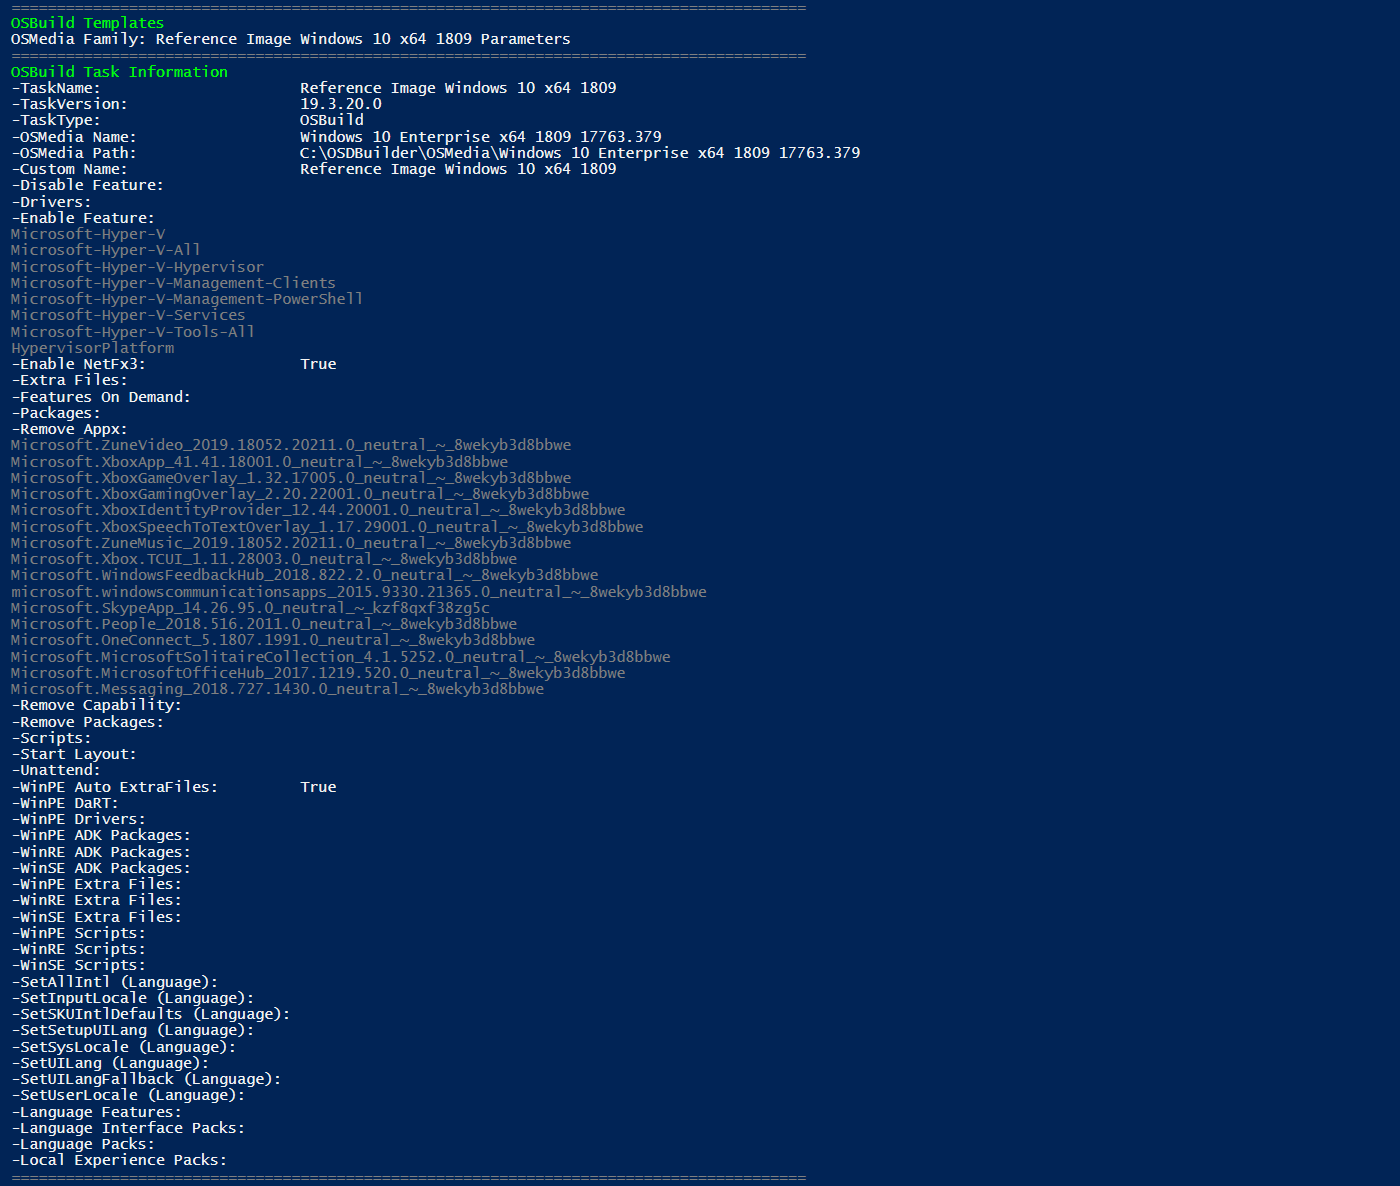 ========================================================================================
OSBuild Templates
OSMedia Family: Reference Image Windows 10 x64 1809 Parameters
========================================================================================
OSBuild Task Information
-TaskName:                      Reference Image Windows 10 x64 1809
-TaskVersion:                   19.3.20.0
-TaskType:                      OSBuild
-OSMedia Name:                  Windows 10 Enterprise x64 1809 17763.379
-OSMedia Path:                  C:\OSDBuilder\OSMedia\Windows 10 Enterprise x64 1809 17763.379
-Custom Name:                   Reference Image Windows 10 x64 1809
-Disable Feature:
-Drivers:
-Enable Feature:
Microsoft-Hyper-V
Microsoft-Hyper-V-All
Microsoft-Hyper-V-Hypervisor
Microsoft-Hyper-V-Management-Clients
Microsoft-Hyper-V-Management-PowerShell
Microsoft-Hyper-V-Services
Microsoft-Hyper-V-Tools-All
HypervisorPlatform
-Enable NetFx3:                 True
-Extra Files:
-Features On Demand:
-Packages:
-Remove Appx:
Microsoft.ZuneVideo_2019.18052.20211.0_neutral_~_8wekyb3d8bbwe
Microsoft.XboxApp_41.41.18001.0_neutral_~_8wekyb3d8bbwe
Microsoft.XboxGameOverlay_1.32.17005.0_neutral_~_8wekyb3d8bbwe
Microsoft.XboxGamingOverlay_2.20.22001.0_neutral_~_8wekyb3d8bbwe
Microsoft.XboxIdentityProvider_12.44.20001.0_neutral_~_8wekyb3d8bbwe
Microsoft.XboxSpeechToTextOverlay_1.17.29001.0_neutral_~_8wekyb3d8bbwe
Microsoft.ZuneMusic_2019.18052.20211.0_neutral_~_8wekyb3d8bbwe
Microsoft.Xbox.TCUI_1.11.28003.0_neutral_~_8wekyb3d8bbwe
Microsoft.WindowsFeedbackHub_2018.822.2.0_neutral_~_8wekyb3d8bbwe
microsoft.windowscommunicationsapps_2015.9330.21365.0_neutral_~_8wekyb3d8bbwe
Microsoft.SkypeApp_14.26.95.0_neutral_~_kzf8qxf38zg5c
Microsoft.People_2018.516.2011.0_neutral_~_8wekyb3d8bbwe
Microsoft.OneConnect_5.1807.1991.0_neutral_~_8wekyb3d8bbwe
Microsoft.MicrosoftSolitaireCollection_4.1.5252.0_neutral_~_8wekyb3d8bbwe
Microsoft.MicrosoftOfficeHub_2017.1219.520.0_neutral_~_8wekyb3d8bbwe
Microsoft.Messaging_2018.727.1430.0_neutral_~_8wekyb3d8bbwe
-Remove Capability:
-Remove Packages:
-Scripts:
-Start Layout:
-Unattend:
-WinPE Auto ExtraFiles:         True
-WinPE DaRT:
-WinPE Drivers:
-WinPE ADK Packages:
-WinRE ADK Packages:
-WinSE ADK Packages:
-WinPE Extra Files:
-WinRE Extra Files:
-WinSE Extra Files:
-WinPE Scripts:
-WinRE Scripts:
-WinSE Scripts:
-SetAllIntl (Language):
-SetInputLocale (Language):
-SetSKUIntlDefaults (Language):
-SetSetupUILang (Language):
-SetSysLocale (Language):
-SetUILang (Language):
-SetUILangFallback (Language):
-SetUserLocale (Language):
-Language Features:
-Language Interface Packs:
-Language Packs:
-Local Experience Packs:
========================================================================================